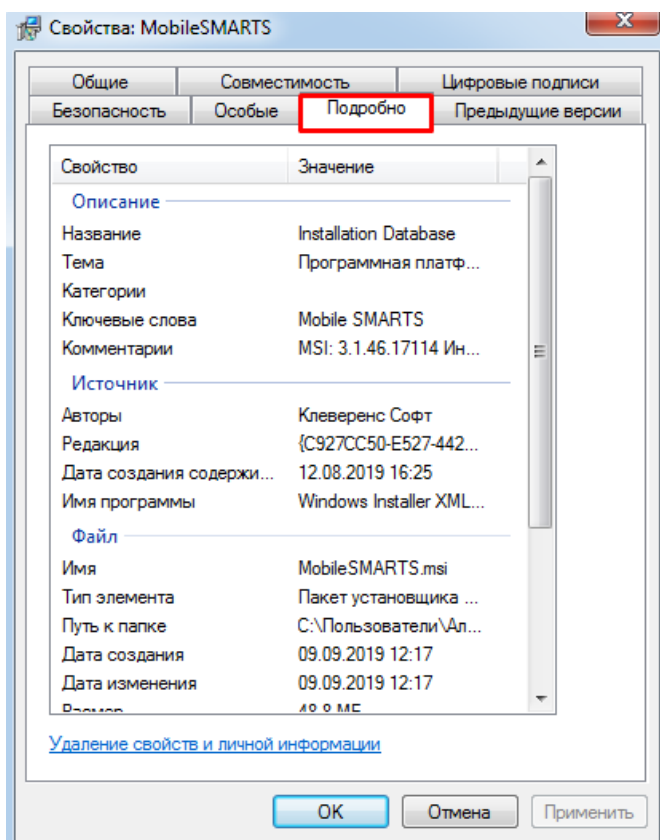 Свойства: MobileSMARTS
Общие Совместимость Цифровые подписи
Безопасность Особые Подробно Предыдущие версии
Свойство Значение
Описание
Название Installation Database
Тема Программная платф...
Категории
Ключевые слова Mobile SMARTS
Комментарии MSI: 3.1.46.17114 Ин...
Источник
Авторы Клеверенс Софт
Редакция {C927CC50-E527-442...
Дата создания содержи... 12.08.2019 16:25
Имя программы Windows Installer XML...
Файл
Имя MobileSMARTS.msi
Тип элемента Пакет установщика ...
Путь к папке C:\Пользователи\Ал...
Дата создания 09.09.2019 12:17
Дата изменения 09.09.2019 12:17
Размер 48,8 МБ
Удаление свойств и личной информации
OK Отмена Применить